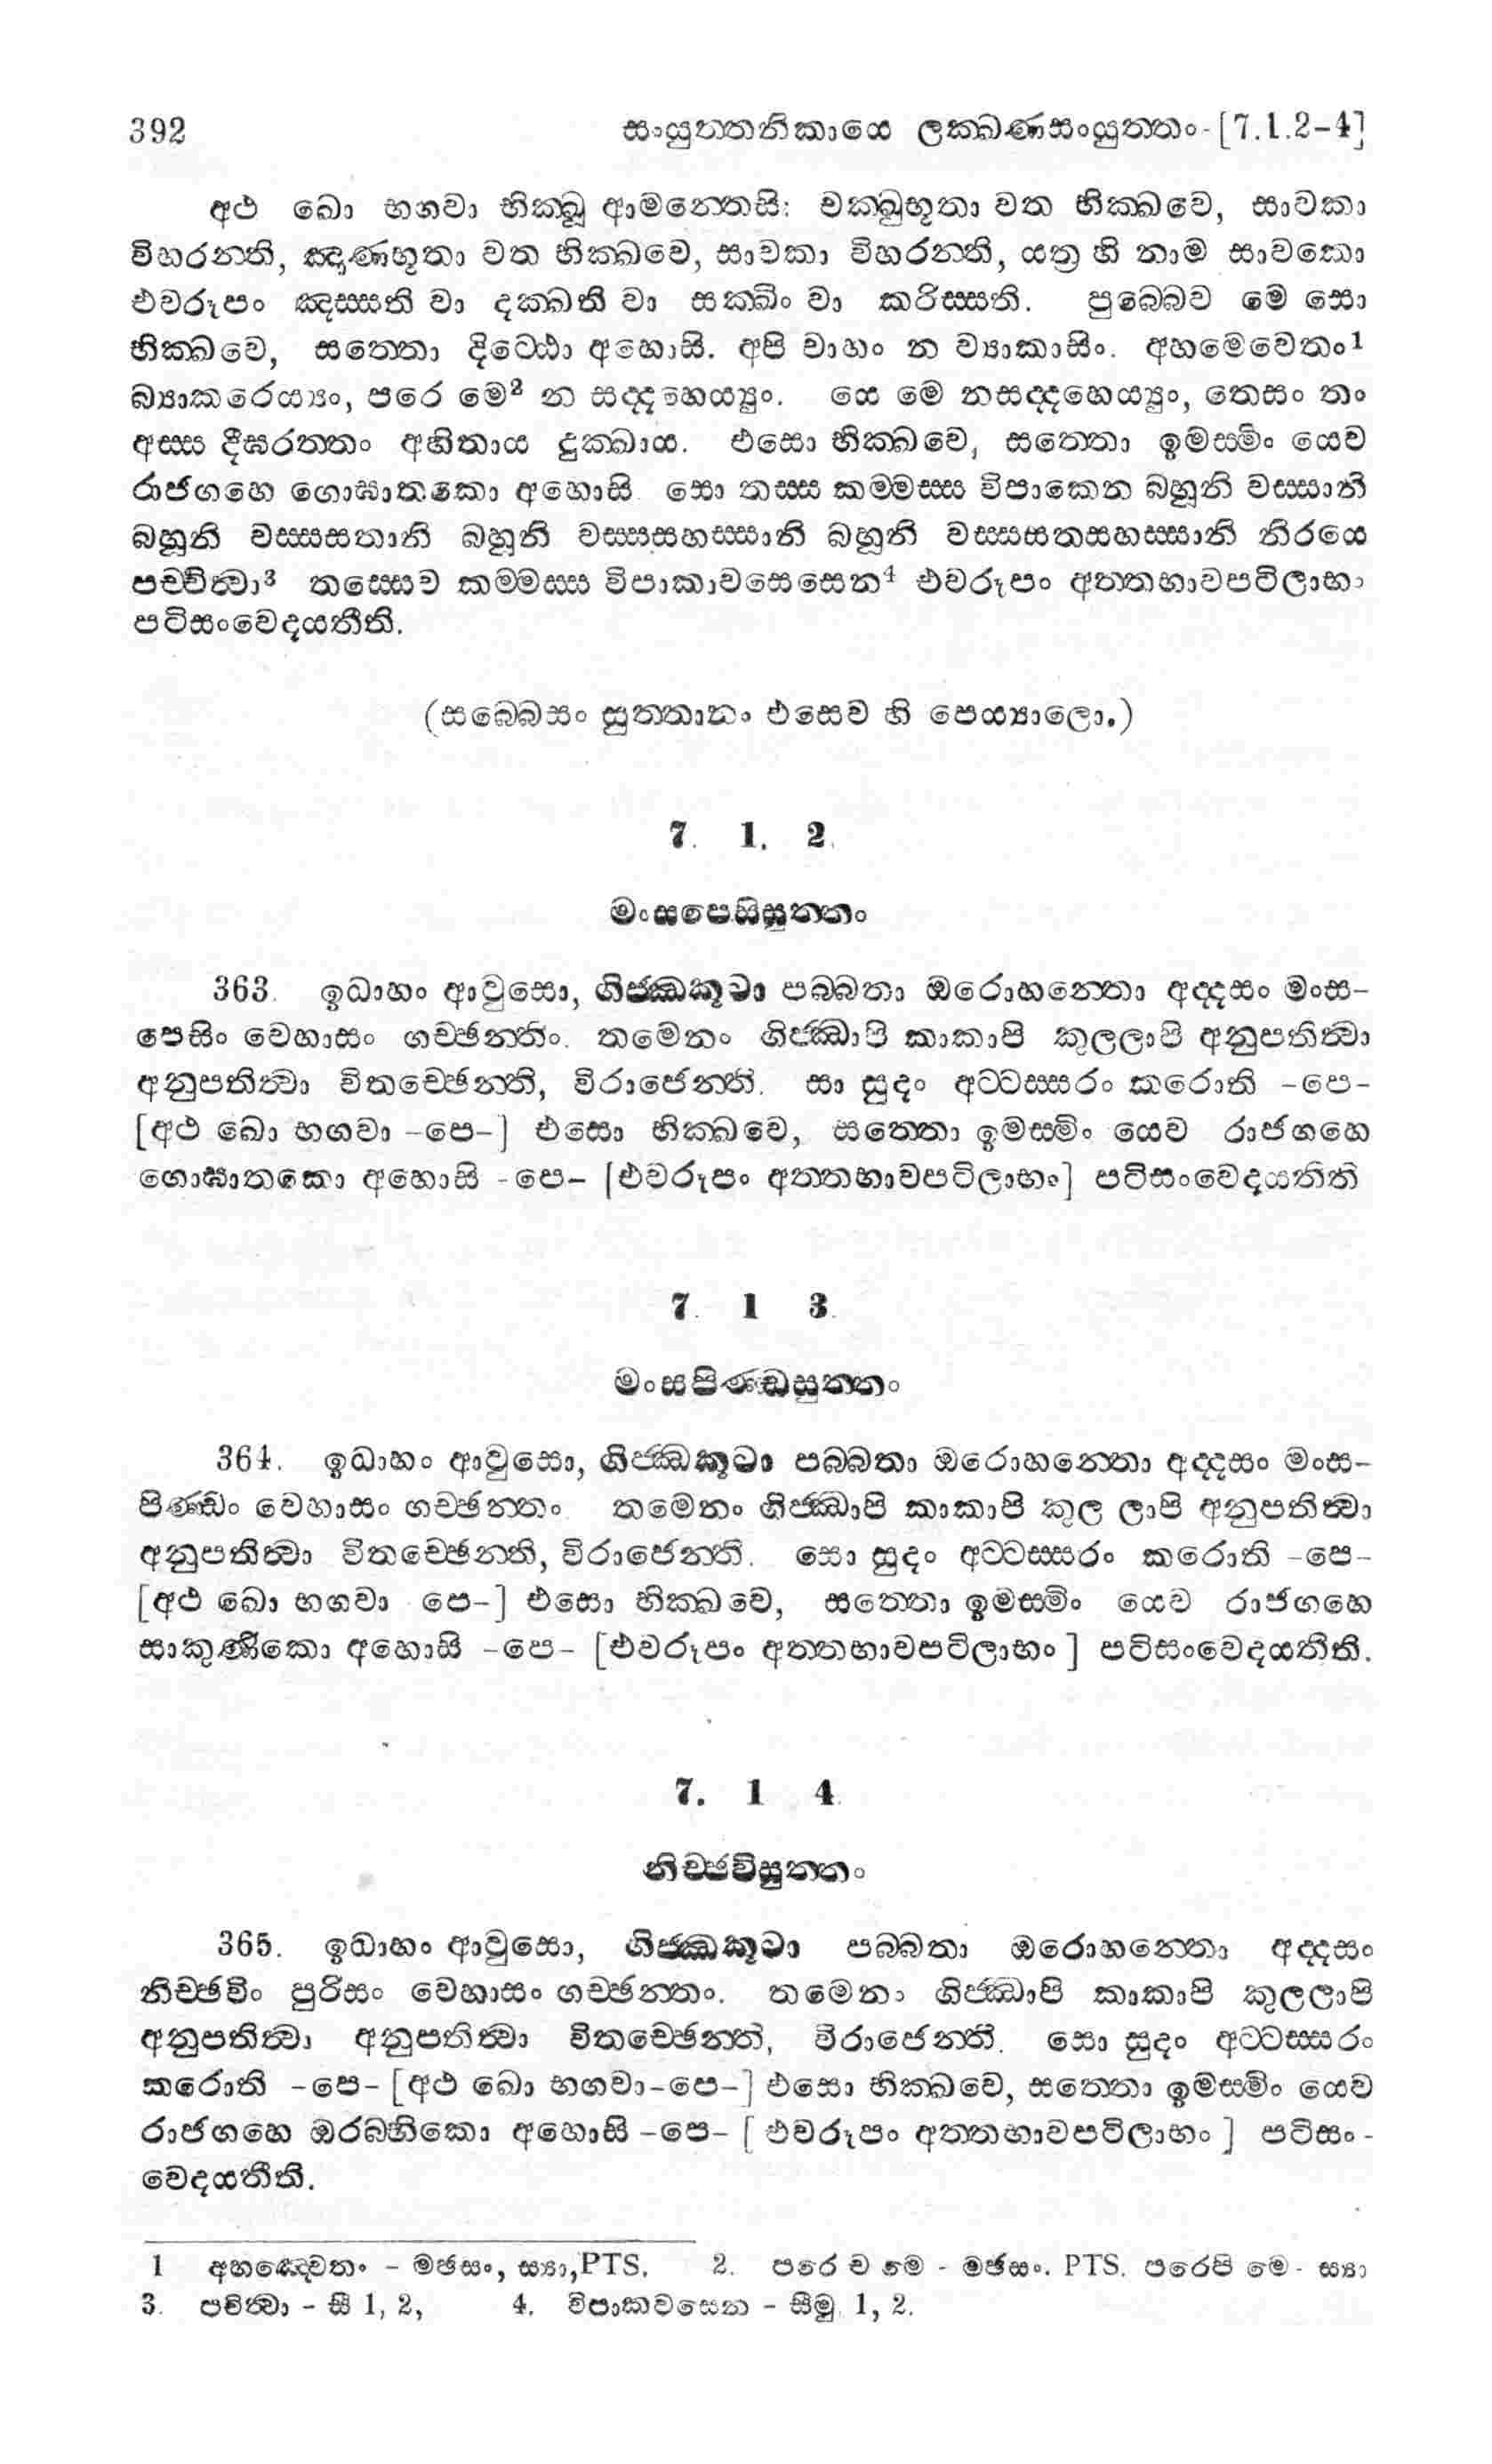 392 සංයුත්තනිකායෙ ලක්ඛණසංයුත්තං-[7.1.2-4]
අථ ඛො භගවා භික්ඛූ ආමන්තෙසි: චක්ඛුභූතා වත භික්ඛවෙ, සාවකා
විහරන්ති, ඤාණභූතා වත භික්ඛවෙ, සාවකා විහරන්ති, යත්‍ර හි නාම සාවකො
එවරූපං ඤස්සති වා දක්ඛති වා සක්ඛිං වා කරිස්සති. පුබ්බෙව මෙ සො
භික්ඛවෙ, සත්තො දිට්ඨො අහොසි. අපි චාහං න ව්‍යාකාසිං. අහමෙවෙතං1
බ්‍යාකරෙය්‍යං, පරෙ මෙ2 න සද්දහෙය්‍යුං. යෙ මෙ නසද්දහෙය්‍යුං, තෙසං තං
අස්ස දීඝරත්තං අහිතාය දුක්ඛාය. එසො භික්ඛවෙ, සත්තො ඉමස්මිං යෙව
රාජගහෙ ගොඝාතකො අහොසි සො තස්ස කම්මස්ස විපාකෙන බහූනි වස්සානි
බහූනි වස්සසතානි බහූනි වස්සසහස්සානි බහූනි වස්සසතසහස්සානි නිරයෙ
පච්චිත්‍වා3 තස්සෙව කම්මස්ස විපාකාවසෙසෙන4 එවරූපං අත්තභාවපටිලාභං
පටිසංවෙදයතීති.
(සබ්බෙසං සුත්තානං එසෙව හි පෙය්‍යාලො.)
7. 1. 2.
මංසපෙසිසුත්තං
363. ඉධාහං ආවුසො, ගිජ්ඣකූටා පබ්බතා ඔරොහන්තො අද්දසං මංස-
පෙසිං වෙහාසං ගච්ඡන්තිං. තමෙනං ගිජ්ඣාපි කාකාපි කුලලාපි අනුපතිත්‍වා
අනුපතිත්‍වා විතච්ඡෙන්ති, විරාජෙන්ති. සා සුදං අට්ටස්සරං කරොති -පෙ-
[අථ ඛො භගවා -පෙ-] එසො භික්ඛවෙ, සත්තො ඉමස්මිං යෙව රාජගහෙ
ගොඝාතකො අහොසි -පෙ- [එවරූපං අත්තභාවපටිලාභං] පටිසංවෙදයතීති
7. 1 3.
මංසපිණ්ඩසුත්තං
364. ඉධාහං ආවුසො, ගිජ්ඣකූටා පබ්බතා ඔරොහන්තො අද්දසං මංස-
පිණ්ඩං වෙහාසං ගච්ඡන්තං තමෙනං ගිජ්ඣාපි කාකාපි කුල ලාපි අනුපතිත්‍වා
අනුපතිත්‍වා විතච්ඡෙන්ති, විරාජෙන්ති. සො සුදං අට්ටස්සරං කරොති -පෙ-
[අථ ඛො භගවා පෙ-] එසො භික්ඛවෙ, සත්තො ඉමස්මිං යෙව රාජගහෙ
සාකුණිකො අහොසි -පෙ- [එවරූපං අත්තභාවපටිලාභං] පටිසංවෙදයතීති.
7. 1 4.
නිච්ඡවිසුත්තං
365. ඉධාහං ආවුසො, ගිජ්ඣකූටා පබ්බතා ඔරොහන්තො අද්දසං
නිච්ඡවිං පුරිසං වෙහාසං ගච්ඡන්තං. තමෙනං ගිජ්ඣාපි කාකාපි කුලලාපි
අනුපතිත්‍වා අනුපතිත්‍වා විතච්ඡෙන්ති, විරාජෙන්ති. සො සුදං අට්ටස්සරං
කරොති -පෙ- [අථ ඛො භගවා-පෙ-] එසො භික්ඛවෙ, සත්තො ඉමස්මිං යෙව
රාජගහෙ ඔරබ්භිකො අහොසි -පෙ- [ එවරූපං අත්තභාවපටිලාභං ] පටිසං-
වෙදයතීති.
1 අහඤ්චෙතං - මඡසං, ස්‍යා,PTS. 2. පරෙ ච මෙ - මඡසං. PTS. පරෙපි මෙ - ස්‍යා
3. පචිත්‍වා - සී 1, 2, 4. විපාකවසෙන - සීමු. 1, 2.